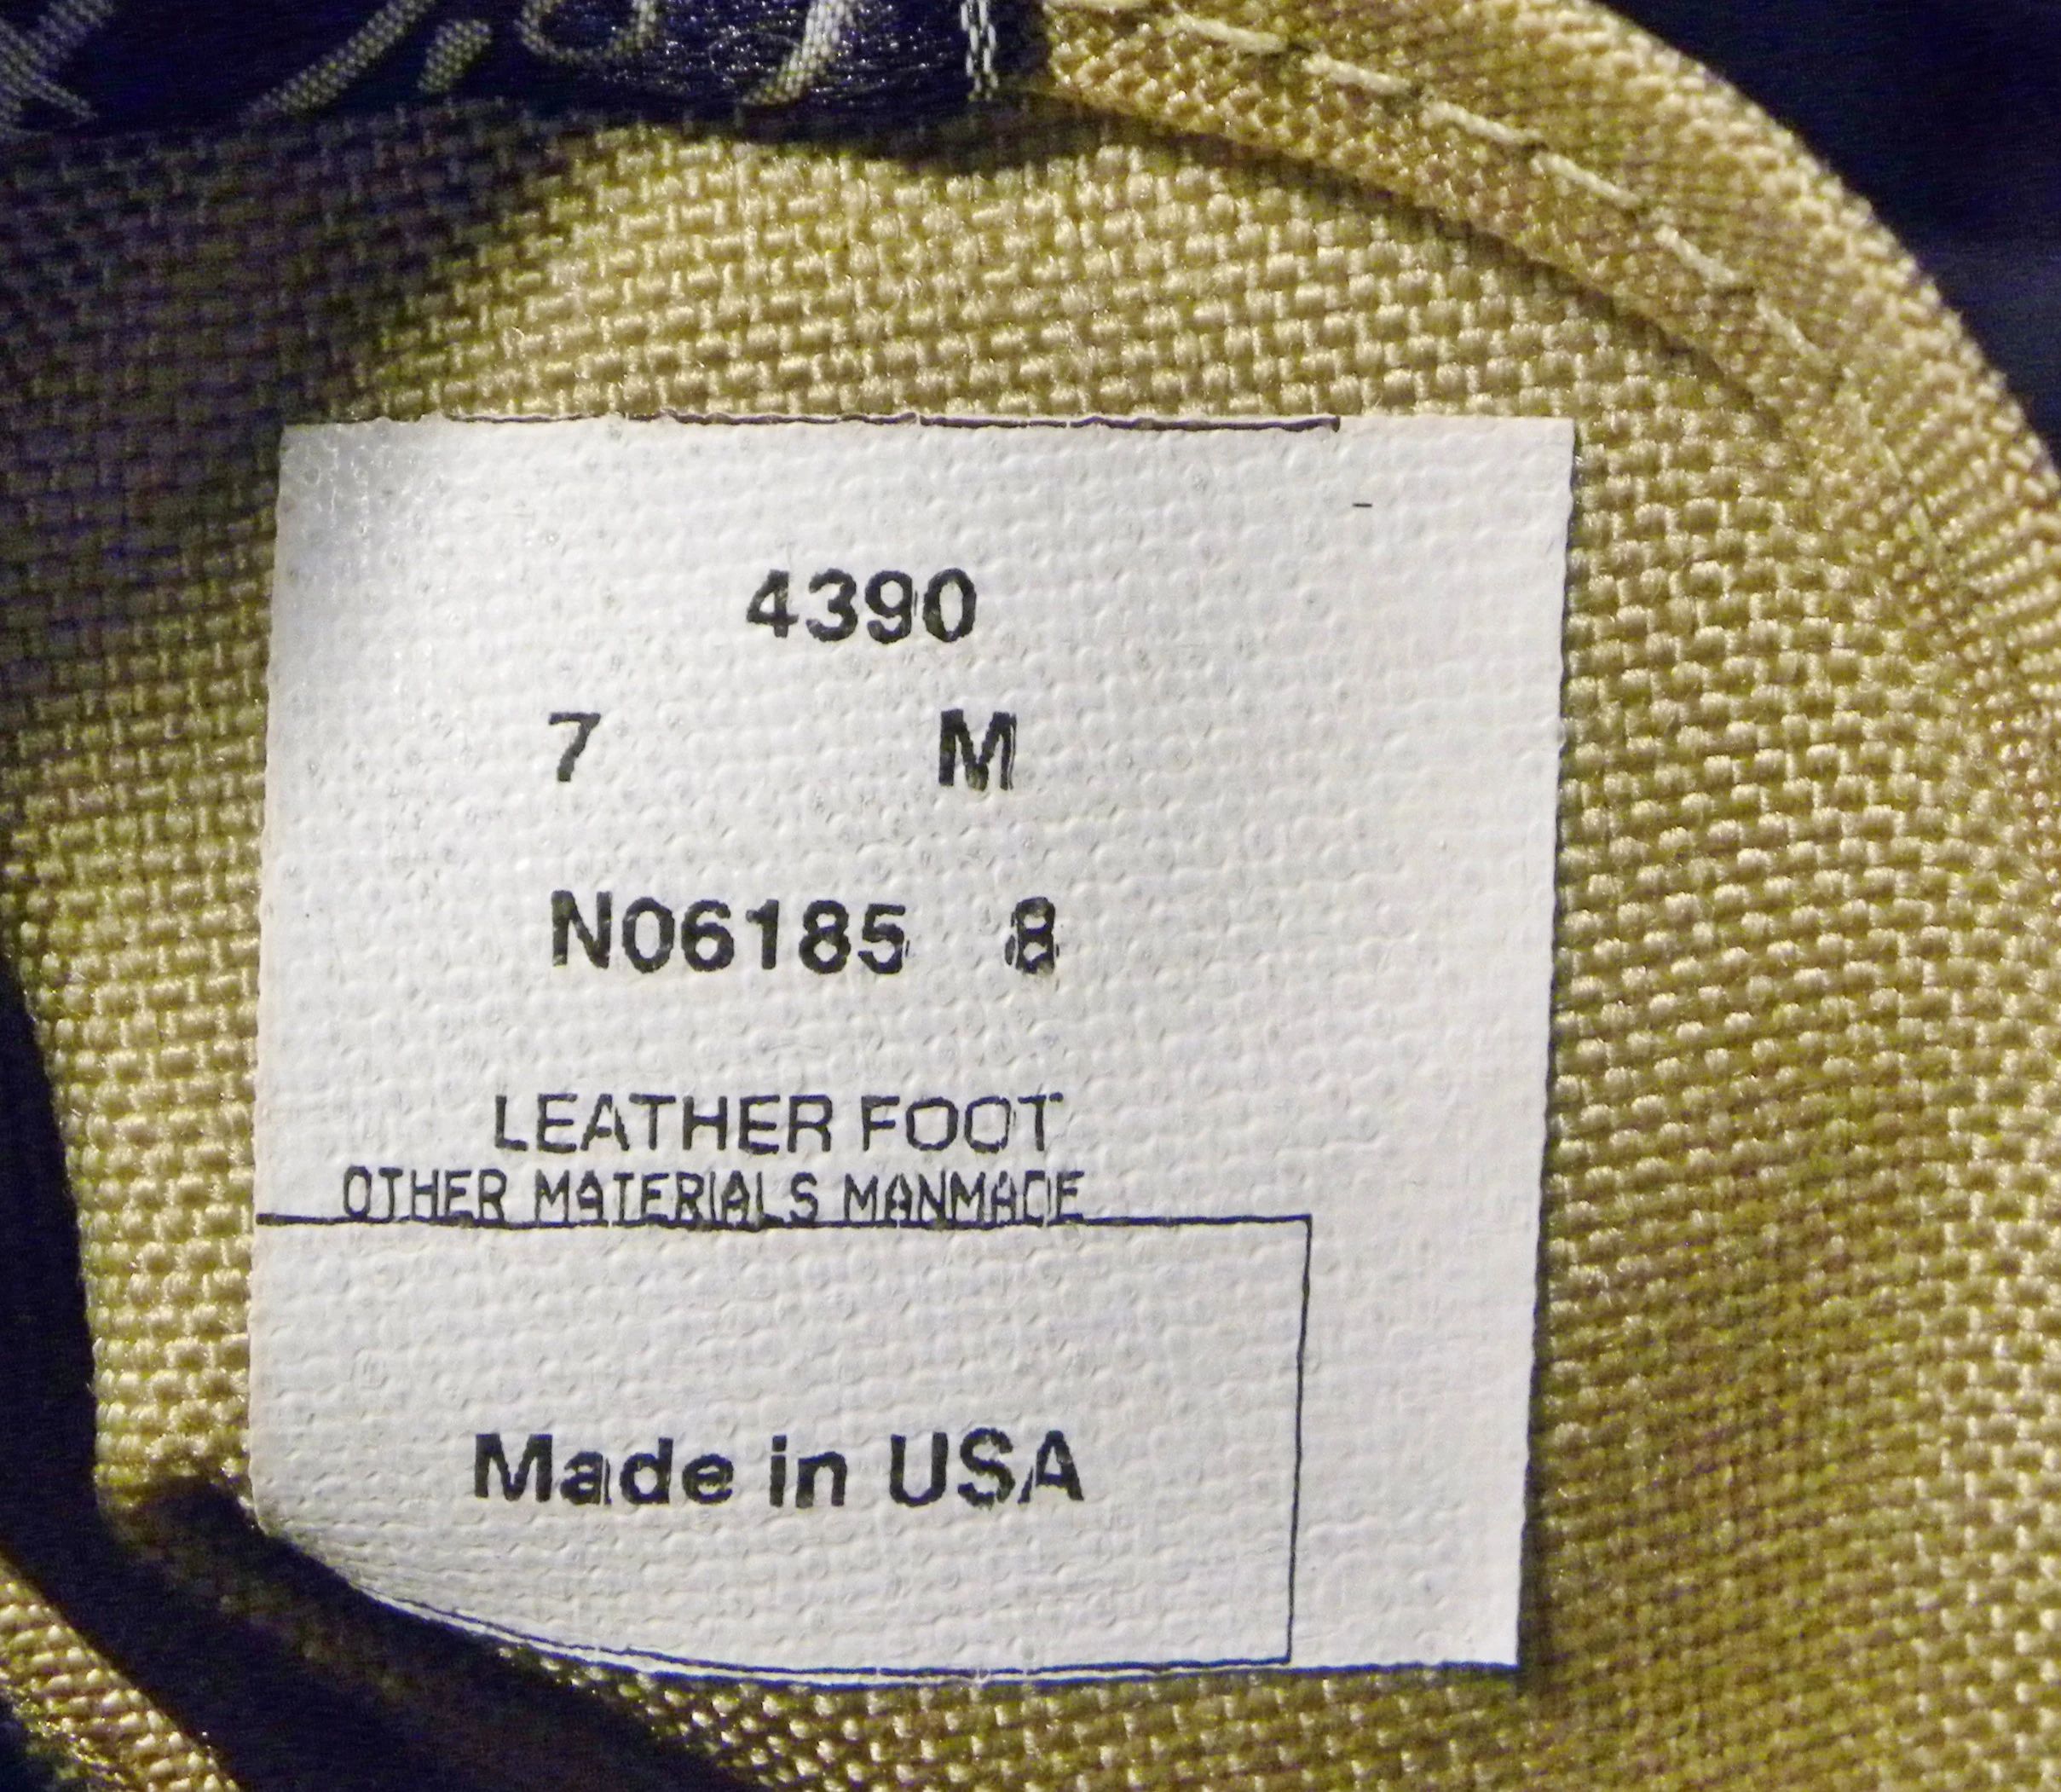 4390
7 M
N06185 8
LEATHER FOOT
OTHER MATERIALS MANMADE
Made in USA